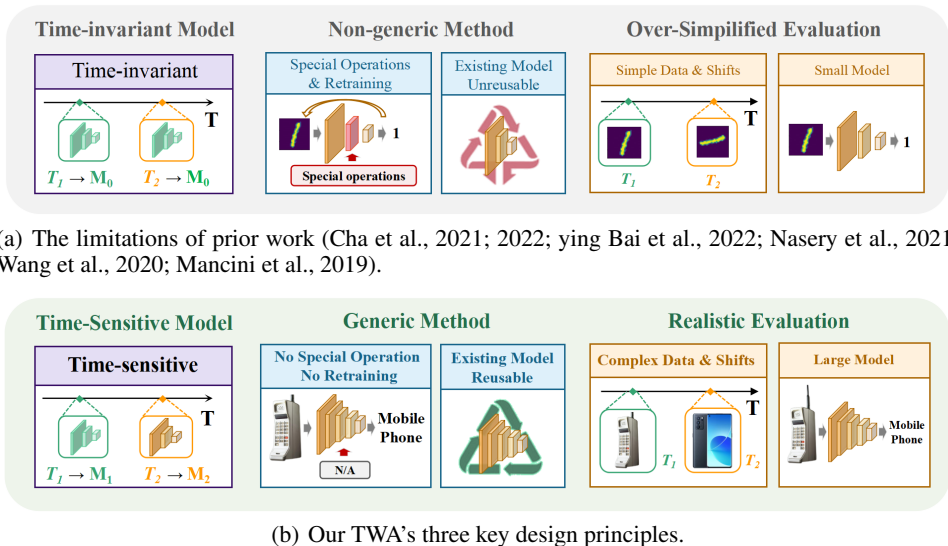 Time-invariant Model
Non-generic Method
Over-Simpilified Evaluation
Time-invariant
T
T1 → M0
T2 → M0
Special Operations
& Retraining
1
Special operations
Existing Model
Unreusable
Simple Data & Shifts
T
T1
T2
Small Model
1
(a) The limitations of prior work (Cha et al., 2021; 2022; ying Bai et al., 2022; Nasery et al., 2021
Wang et al., 2020; Mancini et al., 2019).
Time-Sensitive Model
Generic Method
Realistic Evaluation
Time-sensitive
T
T1 → M1
T2 → M2
No Special Operation
No Retraining
Mobile
Phone
N/A
Existing Model
Reusable
Complex Data & Shifts
T
T1
T2
Large Model
Mobile
Phone
(b) Our TWA's three key design principles.